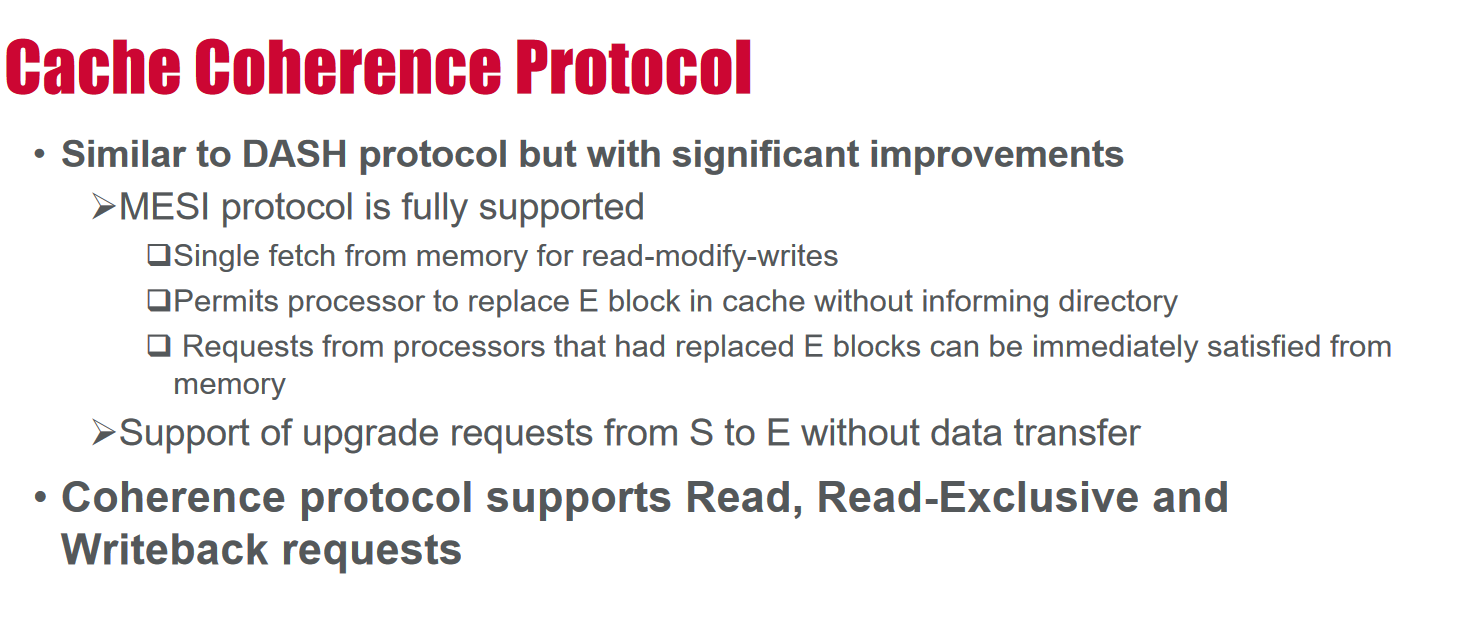 Cache Coherence Protocol
• Similar to DASH protocol but with significant improvements
➢MESI protocol is fully supported
❑Single fetch from memory for read-modify-writes
❑Permits processor to replace E block in cache without informing directory
❑ Requests from processors that had replaced E blocks can be immediately satisfied from
memory
➢Support of upgrade requests from S to E without data transfer
• Coherence protocol supports Read, Read-Exclusive and
Writeback requests